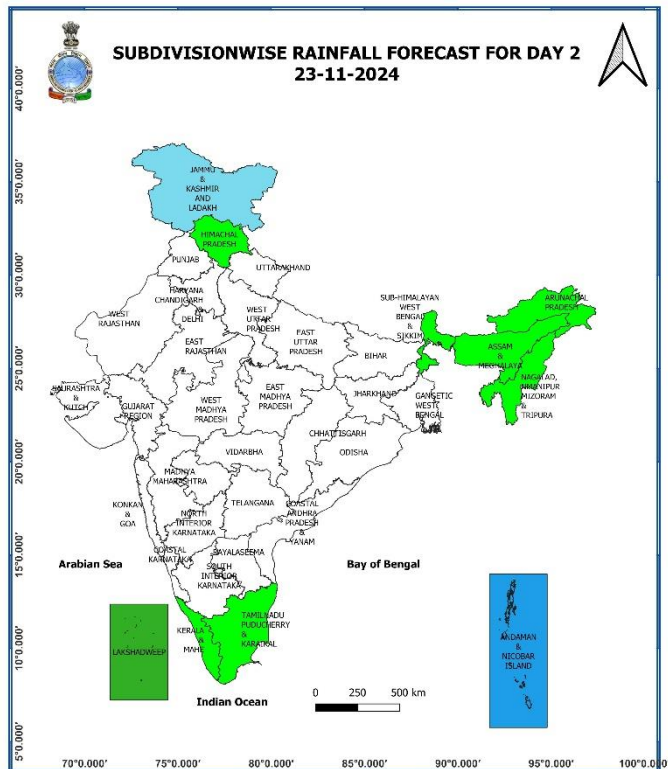 SUBDIVISIONWISE RAINFALL FORECAST FOR DAY 2
23-11-2024
40°0.000'
35°0.000'
30°0.000'
25°0.000'
20°0.000'
15°0.000'
10°0.000'
5°0.000'
JAMMU
&
KASHMIR
AND
LADAKH
HIMACHAL
PRADESH
PUNJAB
UTTARAKHAND
HARYANA
CHANDIGARH
&
DELHI
WEST
RAJASTHAN
WEST
UTTAR
PRADESH
EAST
UTTAR
PRADESH
EAST
RAJASTHAN
SUB-HIMALAYAN
WEST
BENGAL
&
SIKKIM
ARUNACHAL
PRADESH
ASSAM
&
MEGHALAYA
NAGALAD,
MANIPUR
MIZORAM
&
TRIPURA
BIHAR
SAURASHTRA
&
KUTCH
GUJARAT
REGION
WEST
MADHYA
PRADESH
EAST
MADHYA
PRADESH
JHARKHAND
GANGETIC
WEST
BENGAL
CHHATTISGARH
ODISHA
VIDARBHA
MADHYA
MAHARASHTRA
TELANGANA
KONKAN
&
GOA
NORTH
INTERIOR
KARNATAKA
COASTAL
ANDHRA
PRADESH
&
YANAM
COASTAL
KARNATAKA
RAYALASEEMA
SOUTH
INTERIOR
KARNATAKA
Arabian Sea
Bay of Bengal
KERALA
&
MAHE
TAMILNADU
PUDUCHERRY
&
KARAIKAL
LAKSHADWEEP
ANDAMAN
&
NICOBAR
ISLAND
Indian Ocean
0 250 500 km
70°0.000' 75°0.000' 80°0.000' 85°0.000' 90°0.000' 95°0.000' 100°0.000'